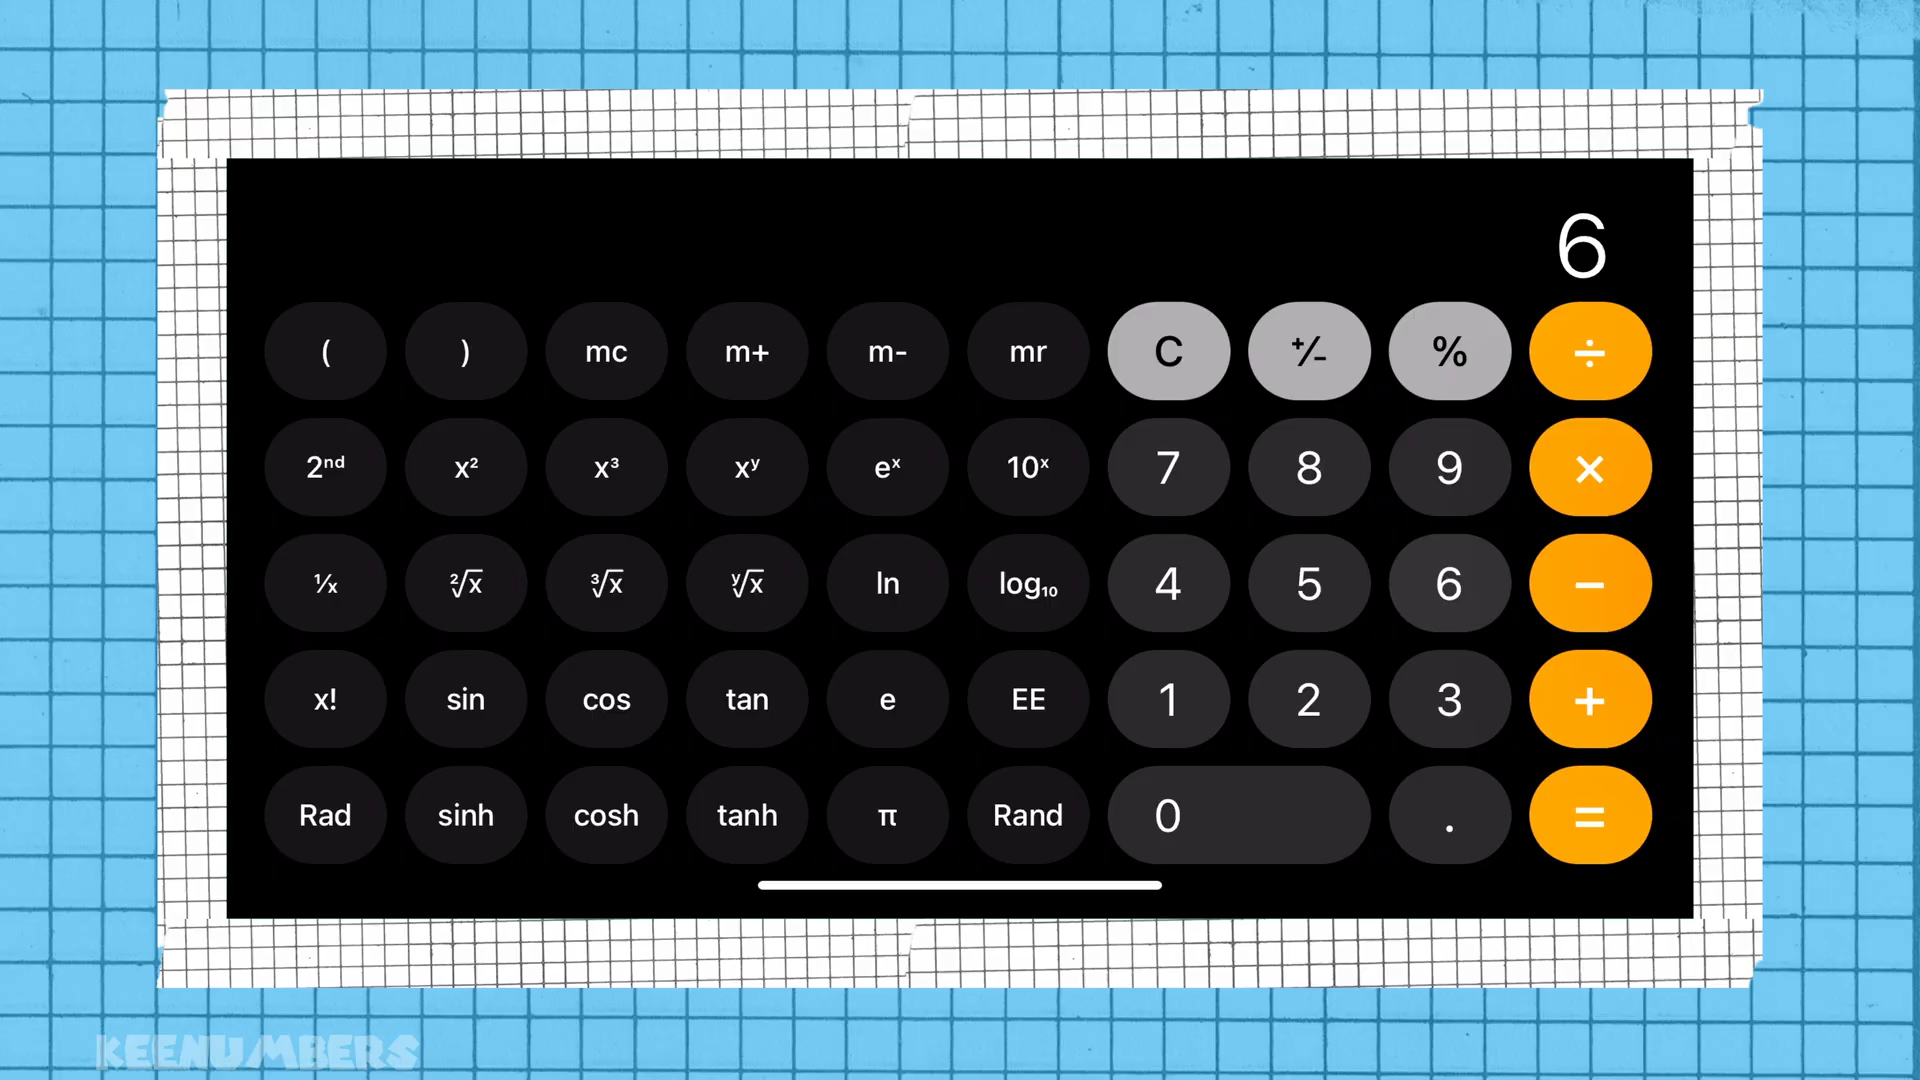 6
( ) mc m+ m- mr C ⁺⁄₋ % ÷
2ⁿᵈ x² x³ xʸ eˣ 10ˣ 7 8 9 ×
¹⁄ₓ ²√x ³√x ʸ√x ln log₁₀ 4 5 6 −
x! sin cos tan e EE 1 2 3 +
Rad sinh cosh tanh π Rand 0 . =
KEENUMBERS